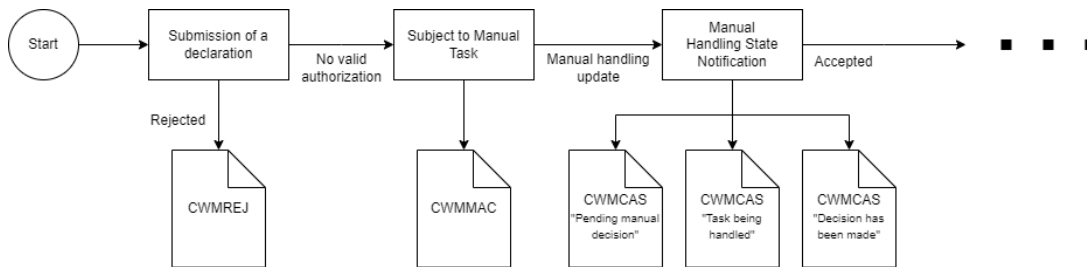 Start
Submission of a
declaration
No valid
authorization
Subject to Manual
Task
Manual handling
update
Manual
Handling State
Notification
Accepted
Rejected
CWMREJ
CWMMAC
CWMCAS
"Pending manual
decision"
CWMCAS
"Task being
handled"
CWMCAS
"Decision has
been made"